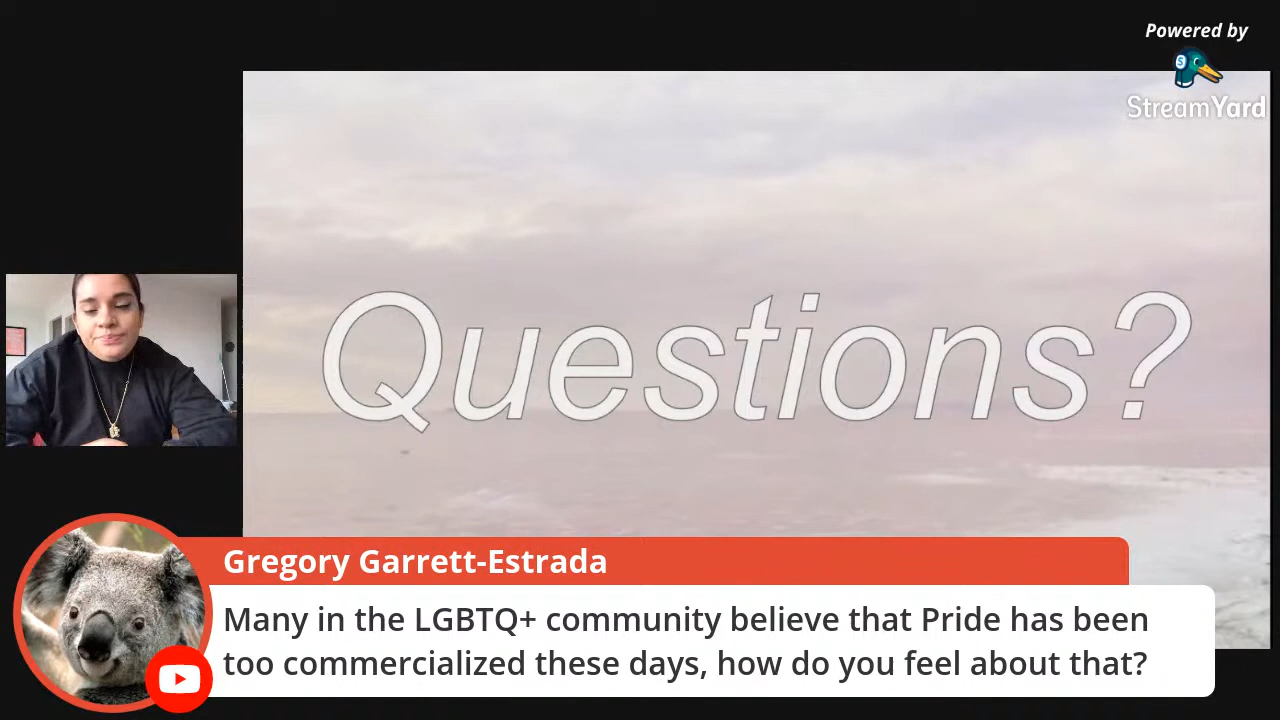 Powered by
StreamYard
Questions?
Gregory Garrett-Estrada
Many in the LGBTQ+ community believe that Pride has been
too commercialized these days, how do you feel about that?